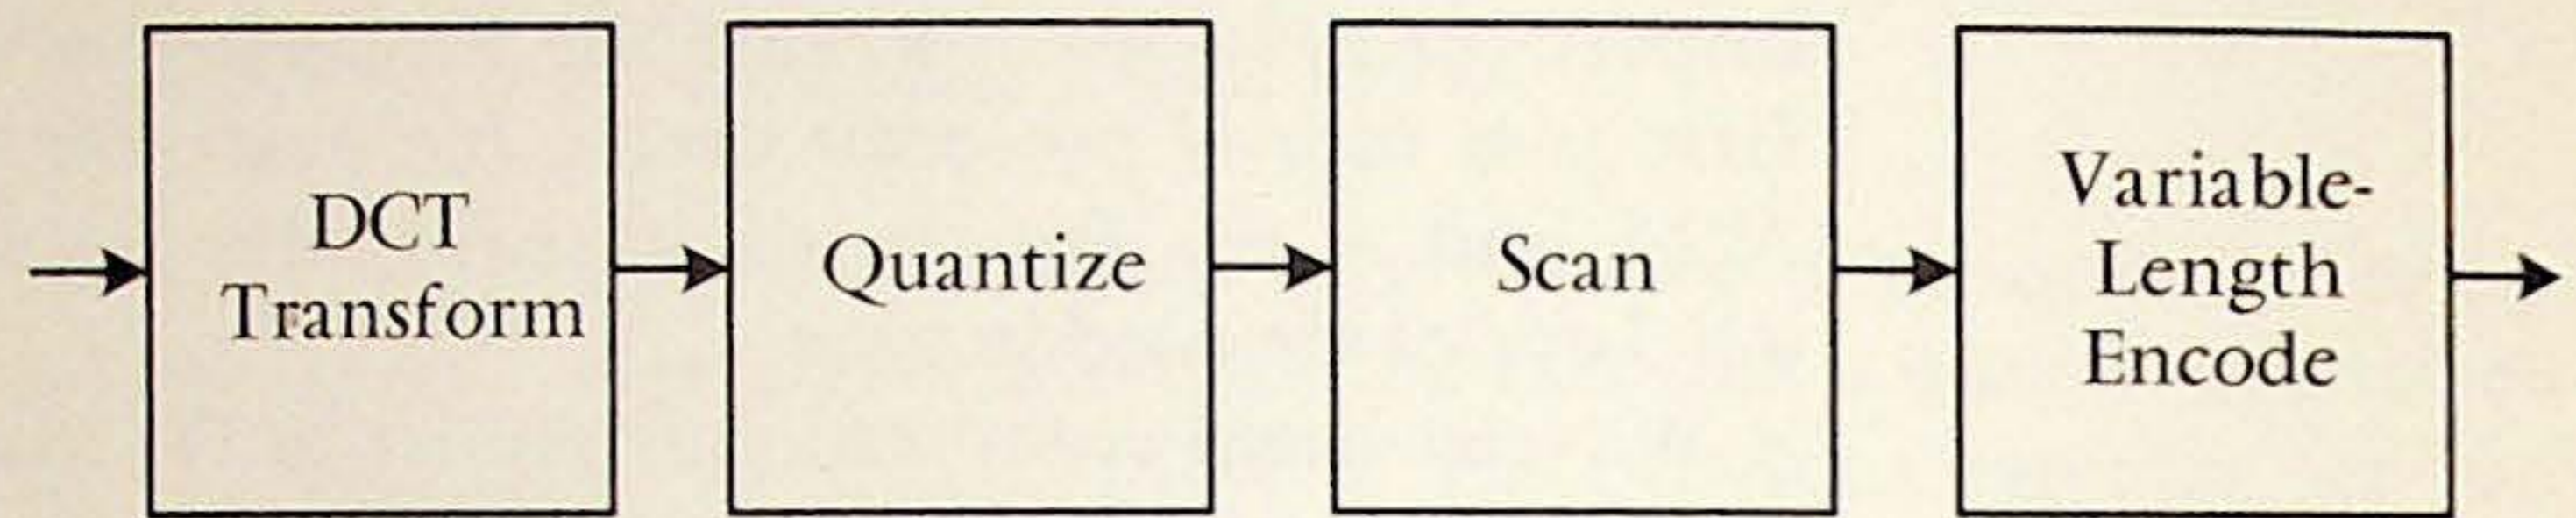 DCT
Transform
Quantize
Scan
Variable-
Length
Encode